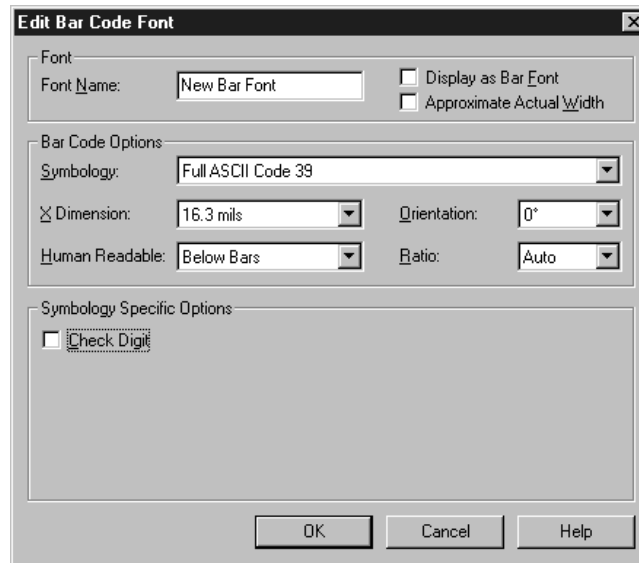 Edit Bar Code Font
Font
Font Name: New Bar Font
Display as Bar Font
Approximate Actual Width
Bar Code Options
Symbology: Full ASCII Code 39
X Dimension: 16.3 mils Orientation: 0°
Human Readable: Below Bars Ratio: Auto
Symbology Specific Options
Check Digit
OK Cancel Help